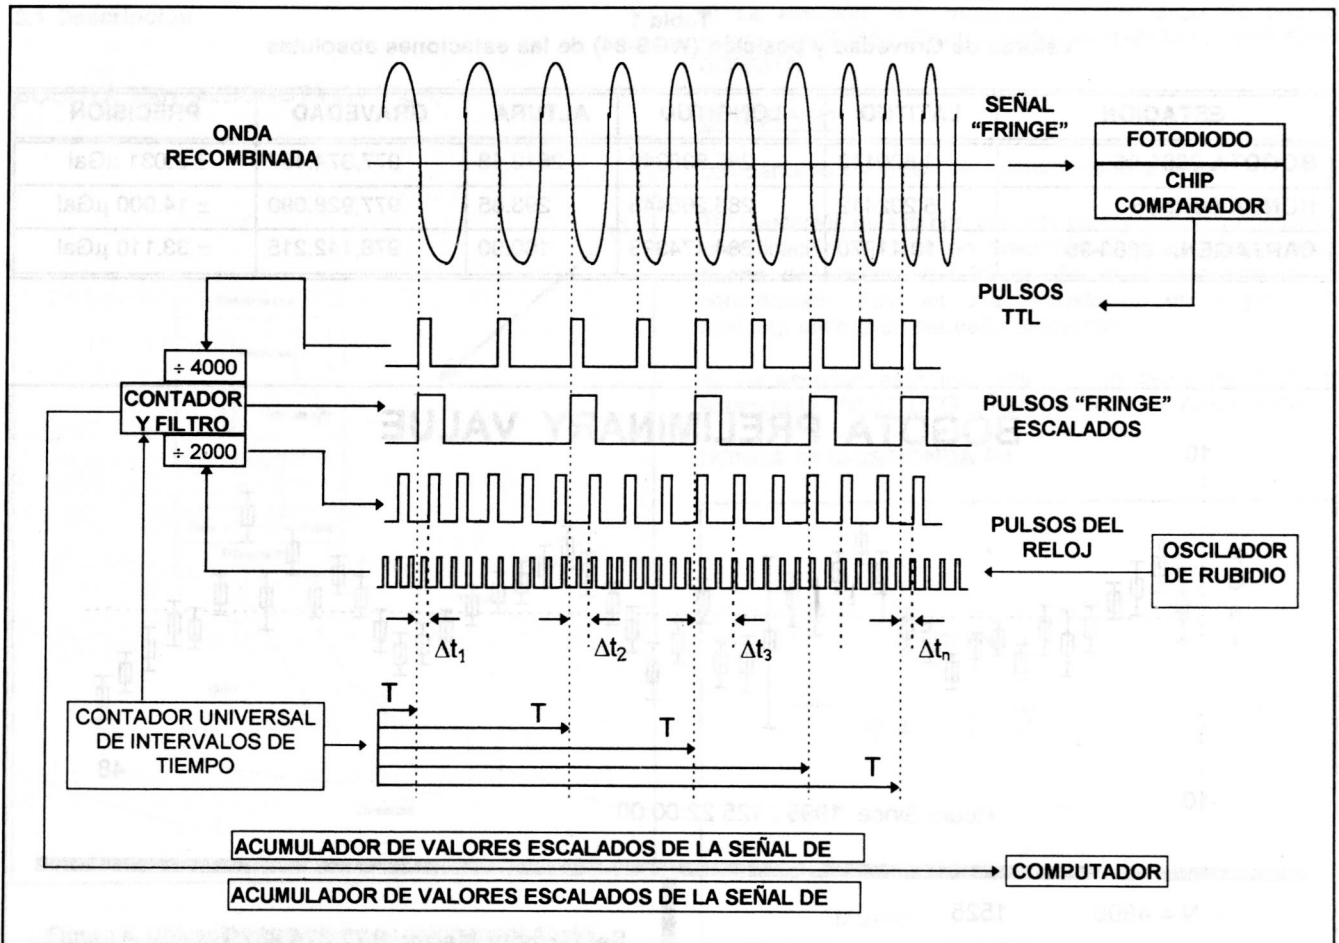 ONDA
RECOMBINADA
SEÑAL
“FRINGE”
FOTODIODO
CHIP
COMPARADOR
PULSOS
TTL
÷ 4000
CONTADOR
Y FILTRO
÷ 2000
PULSOS “FRINGE”
ESCALADOS
PULSOS DEL
RELOJ
OSCILADOR
DE RUBIDIO
Δt₁
Δt₂
Δt₃
Δtₙ
T
T
T
T
CONTADOR UNIVERSAL
DE INTERVALOS DE
TIEMPO
ACUMULADOR DE VALORES ESCALADOS DE LA SEÑAL DE
ACUMULADOR DE VALORES ESCALADOS DE LA SEÑAL DE
COMPUTADOR